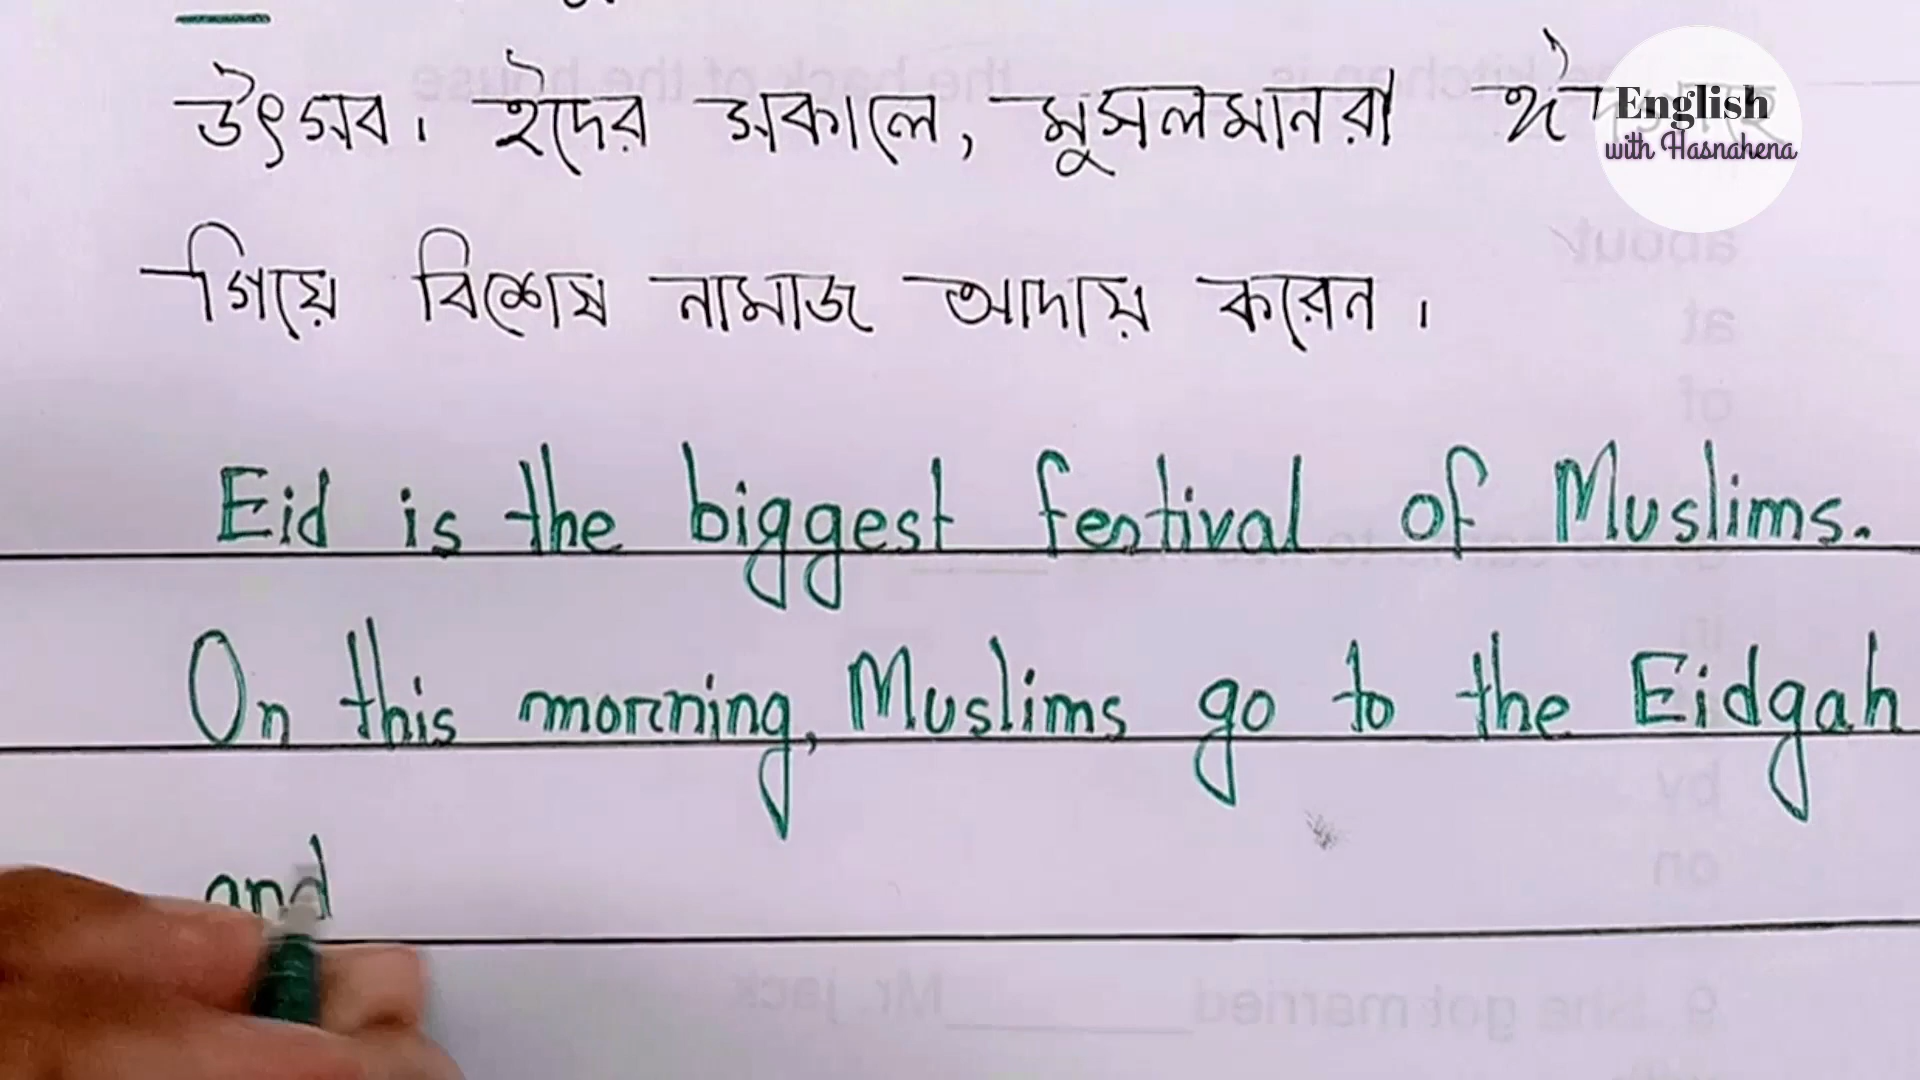 উৎসব। ঈদের সকালে, মুসলমানরা
English
with Hasnahena
গিয়ে বিশেষ নামাজ আদায় করেন।
Eid is the biggest festival of Muslims.
On this morning, Muslims go to the Eidgah
and